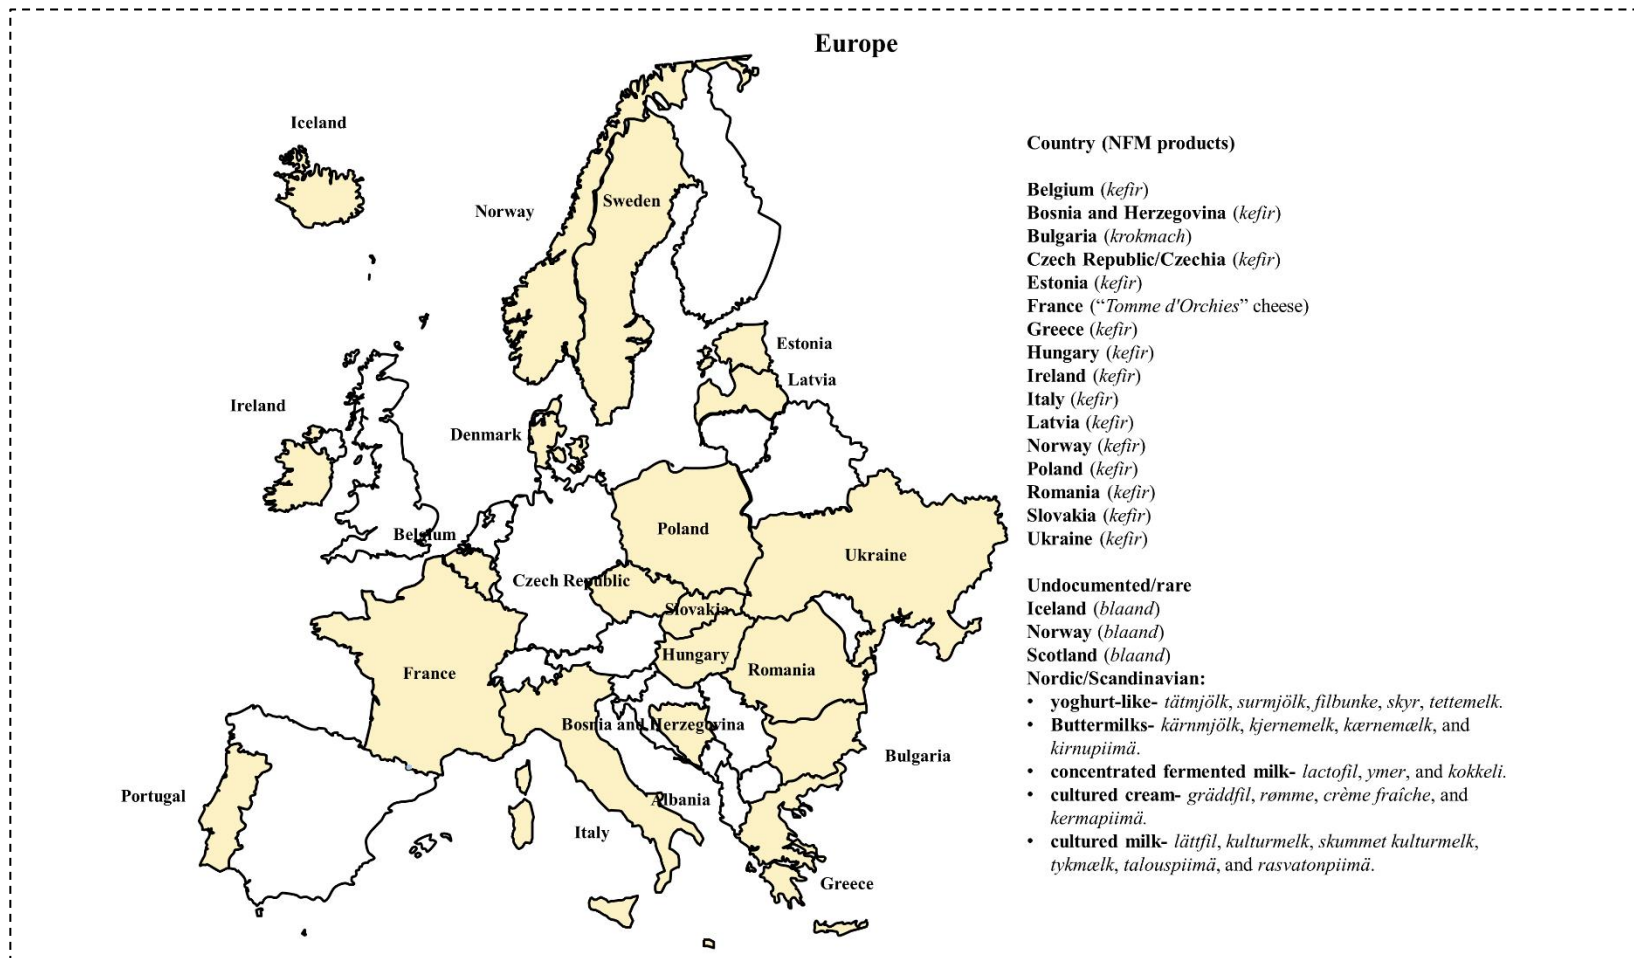 Europe
Iceland
Norway
Sweden
Estonia
Latvia
Ireland
Denmark
Belgium
Poland
Ukraine
Czech Republic
Slovakia
Hungary
France
Romania
Bosnia and Herzegovina
Bulgaria
Portugal
Albania
Italy
Greece
Country (NFM products)
Belgium (kefir)
Bosnia and Herzegovina (kefir)
Bulgaria (krokmach)
Czech Republic/Czechia (kefir)
Estonia (kefir)
France (“Tomme d'Orchies” cheese)
Greece (kefir)
Hungary (kefir)
Ireland (kefir)
Italy (kefir)
Latvia (kefir)
Norway (kefir)
Poland (kefir)
Romania (kefir)
Slovakia (kefir)
Ukraine (kefir)
Undocumented/rare
Iceland (blaand)
Norway (blaand)
Scotland (blaand)
Nordic/Scandinavian:
• yoghurt-like- tätmjölk, surmjölk, filbunke, skyr, tettemelk.
• Buttermilks- kärnmjölk, kjernemelk, kærnemælk, and
kirnupiimä.
• concentrated fermented milk- lactofil, ymer, and kokkeli.
• cultured cream- gräddfil, rømme, crème fraîche, and
kermapiimä.
• cultured milk- lättfil, kulturmelk, skummet kulturmelk,
tykmælk, talouspiimä, and rasvatonpiimä.